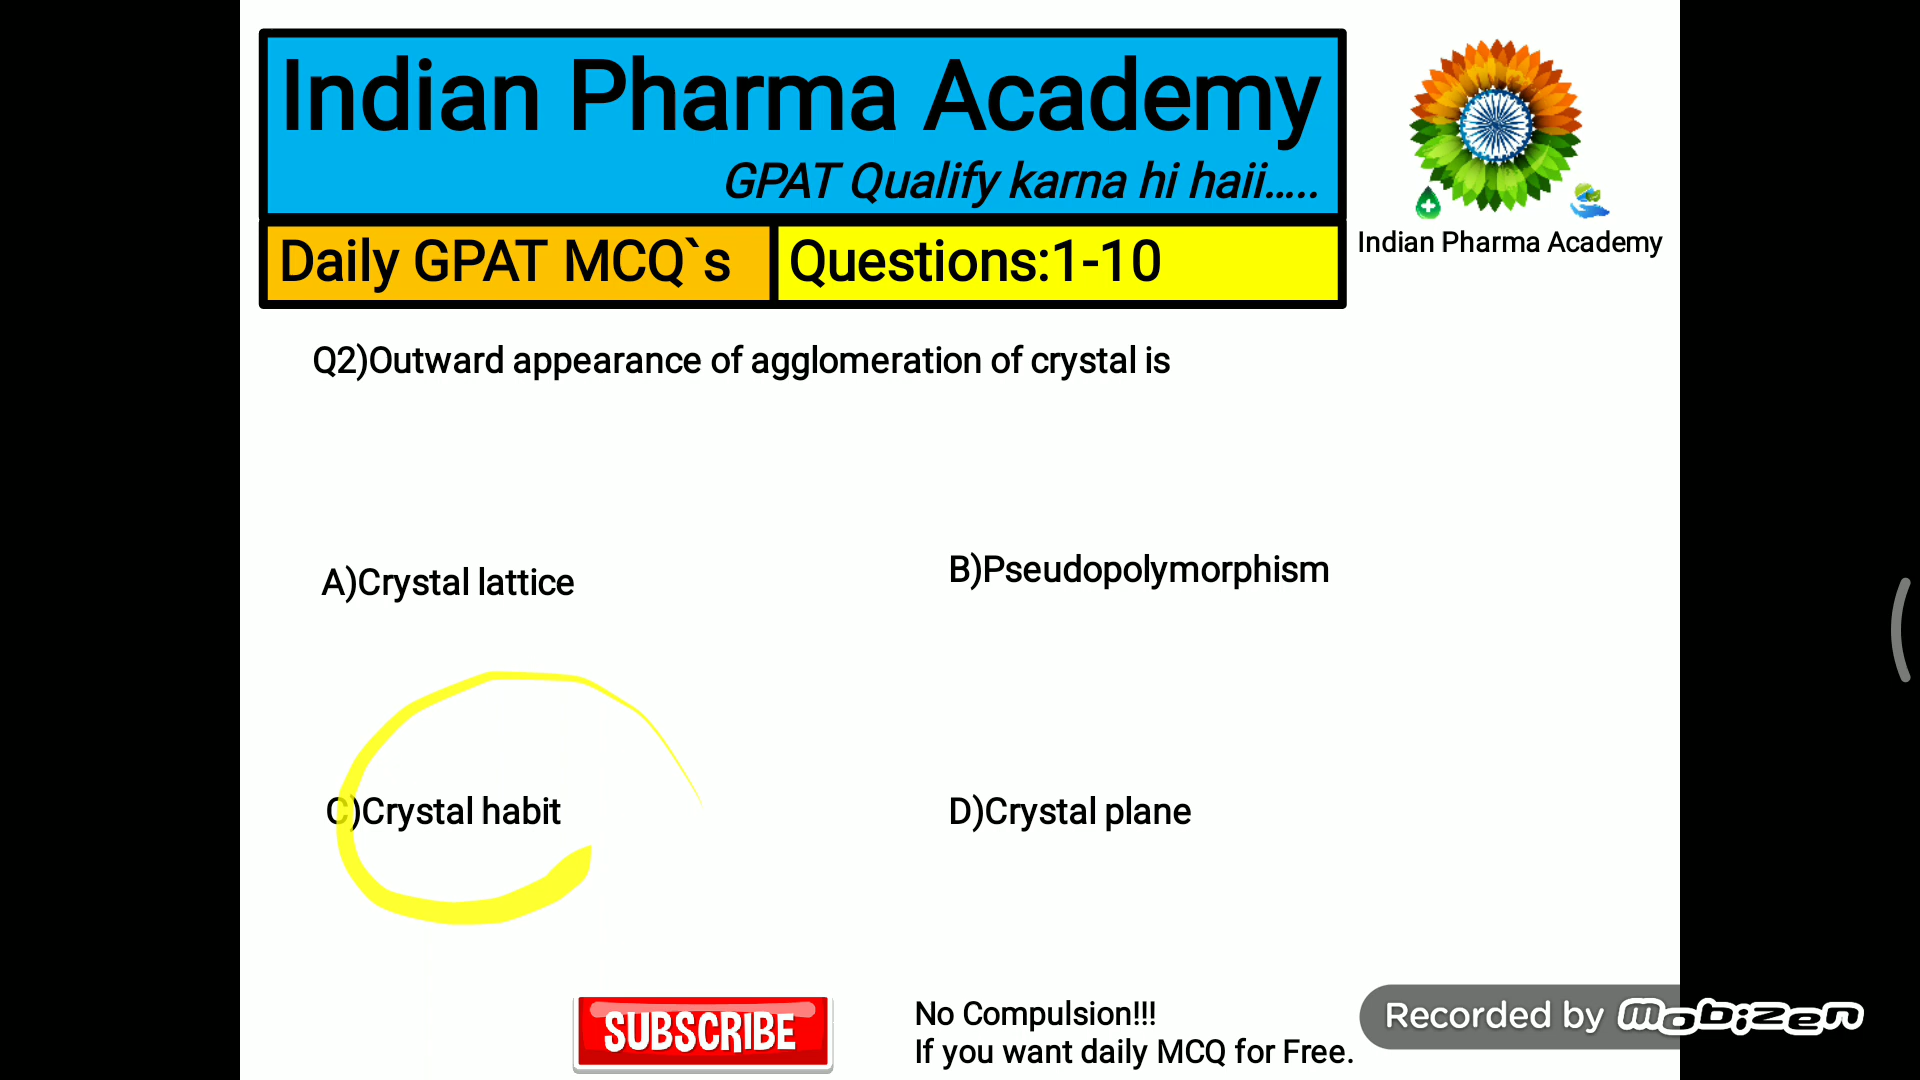 Indian Pharma Academy
GPAT Qualify karna hi haii.....
Indian Pharma Academy
Daily GPAT MCQ`s
Questions:1-10
Q2)Outward appearance of agglomeration of crystal is
A)Crystal lattice
B)Pseudopolymorphism
C)Crystal habit
D)Crystal plane
SUBSCRIBE
No Compulsion!!!
If you want daily MCQ for Free.
Recorded by mobizen